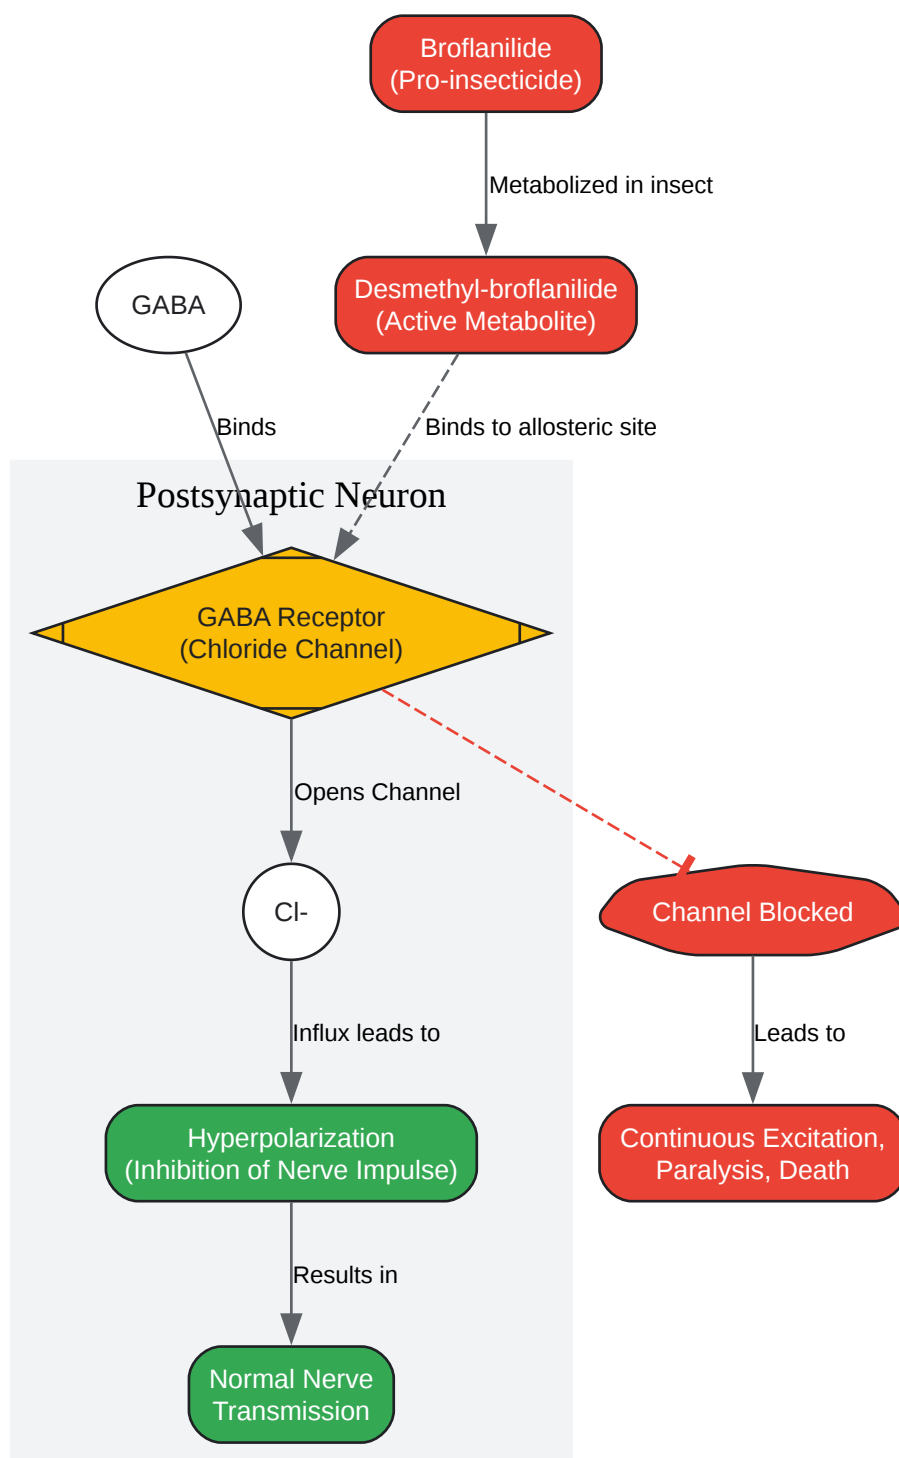 Broflanilide
(Pro-insecticide)
Metabolized in insect
GABA
Desmethyl-broflanilide
(Active Metabolite)
Binds
Binds to allosteric site
Postsynaptic Neuron
GABA Receptor
(Chloride Channel)
Opens Channel
Cl-
Channel Blocked
Influx leads to
Leads to
Hyperpolarization
(Inhibition of Nerve Impulse)
Continuous Excitation,
Paralysis, Death
Results in
Normal Nerve
Transmission